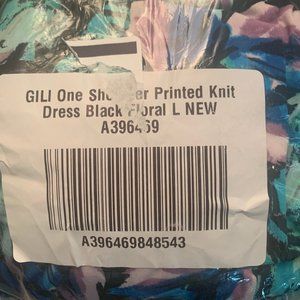 GILI One Shoulder Printed Knit
Dress Black Floral L NEW
A396469
A396469848543